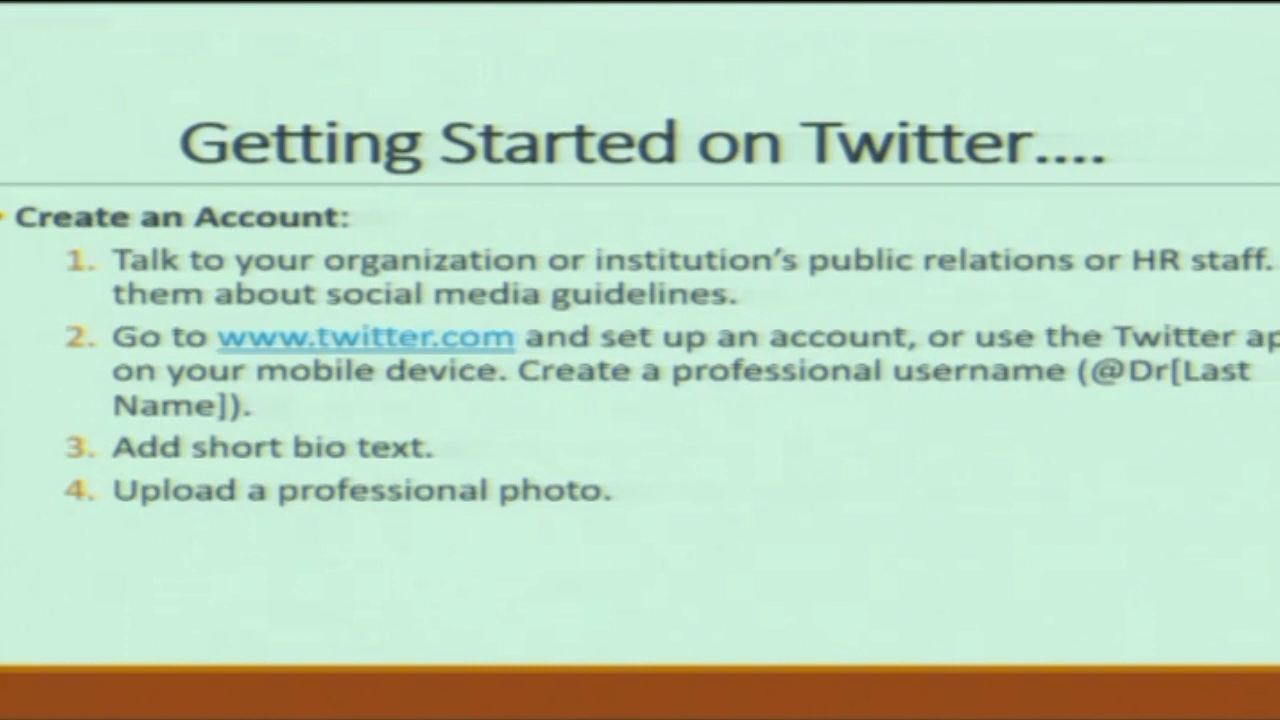 Getting Started on Twitter....
Create an Account:
1. Talk to your organization or institution's public relations or HR staff.
them about social media guidelines.
2. Go to www.twitter.com and set up an account, or use the Twitter
on your mobile device. Create a professional username (@Dr[Last
Name]).
3. Add short bio text.
4. Upload a professional photo.